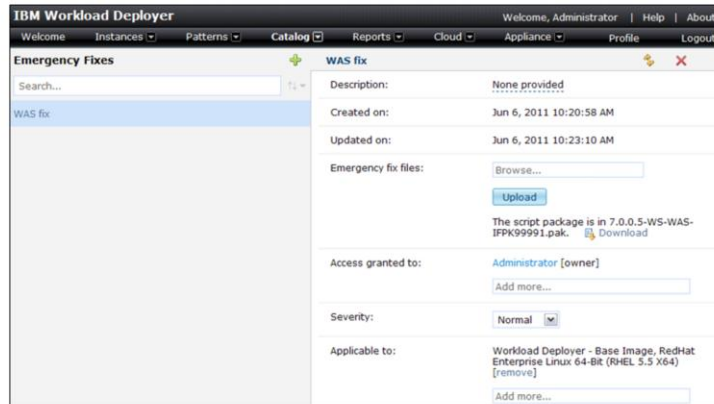 IBM Workload Deployer
Welcome, Administrator | Help | About
Welcome Instances Patterns Catalog Reports Cloud Appliance Profile Logout
Emergency Fixes
WAS fix
Search...
WAS fix
Description: None provided
Created on: Jun 6, 2011 10:20:58 AM
Updated on: Jun 6, 2011 10:23:10 AM
Emergency fix files: Browse...
Upload
The script package is in 7.0.0.5-WS-WAS-
IFPK99991.pak. Download
Access granted to: Administrator [owner]
Add more...
Severity: Normal
Applicable to: Workload Deployer - Base Image, RedHat
Enterprise Linux 64-Bit (RHEL 5.5 X64)
[remove]
Add more...